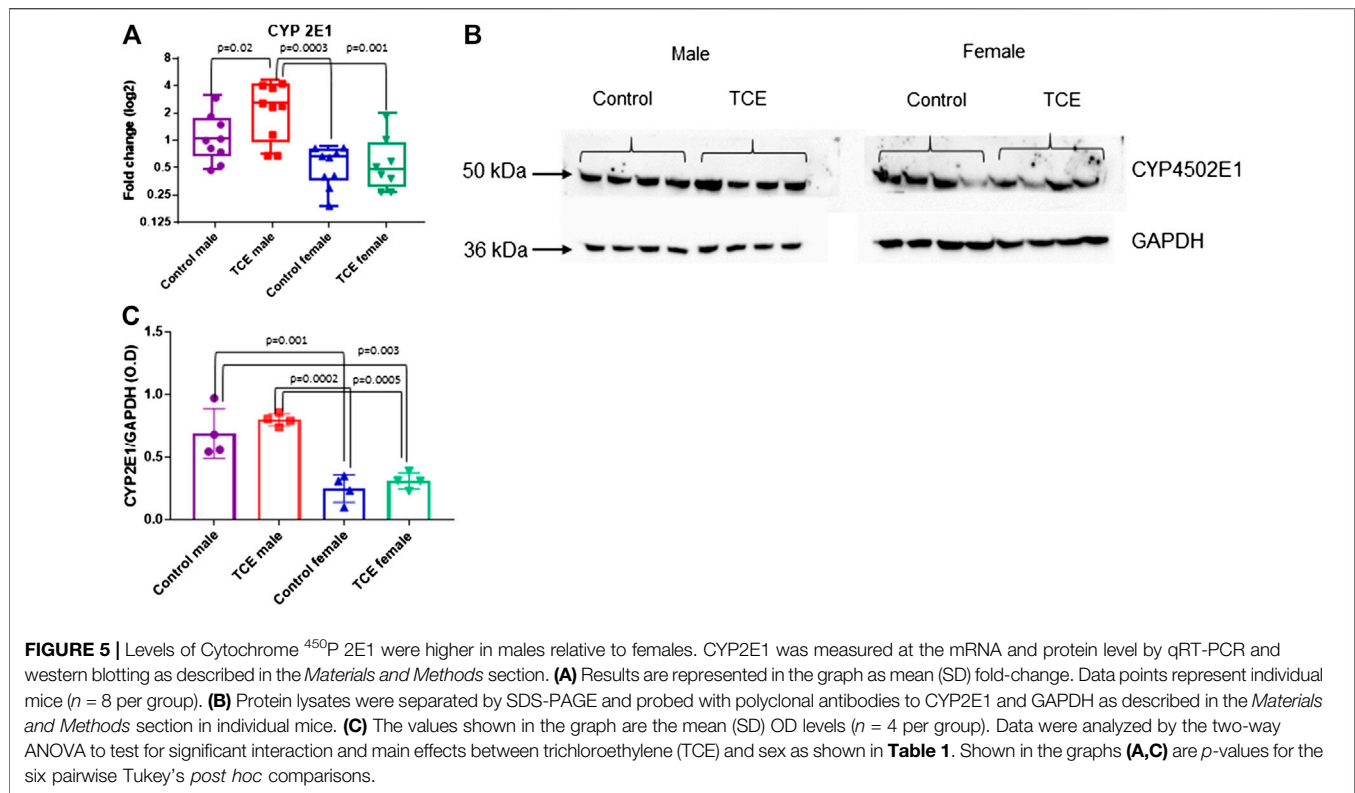 A
CYP 2E1
p=0.02
p=0.0003
p=0.001
Fold change (log2)
8
4
2
1
0.5
0.25
0.125
Control male
TCE male
Control female
TCE female
B
Male
Female
Control
TCE
Control
TCE
50 kDa
CYP4502E1
36 kDa
GAPDH
C
CYP2E1/GAPDH (O.D)
1.5
1.0
0.5
0.0
p=0.001
p=0.003
p=0.0002
p=0.0005
Control male
TCE male
Control female
TCE female
FIGURE 5 | Levels of Cytochrome ⁴⁵⁰P 2E1 were higher in males relative to females. CYP2E1 was measured at the mRNA and protein level by qRT-PCR and
western blotting as described in the Materials and Methods section. (A) Results are represented in the graph as mean (SD) fold-change. Data points represent individual
mice (n = 8 per group). (B) Protein lysates were separated by SDS-PAGE and probed with polyclonal antibodies to CYP2E1 and GAPDH as described in the Materials
and Methods section in individual mice. (C) The values shown in the graph are the mean (SD) OD levels (n = 4 per group). Data were analyzed by the two-way
ANOVA to test for significant interaction and main effects between trichloroethylene (TCE) and sex as shown in Table 1. Shown in the graphs (A,C) are p-values for the
six pairwise Tukey's post hoc comparisons.